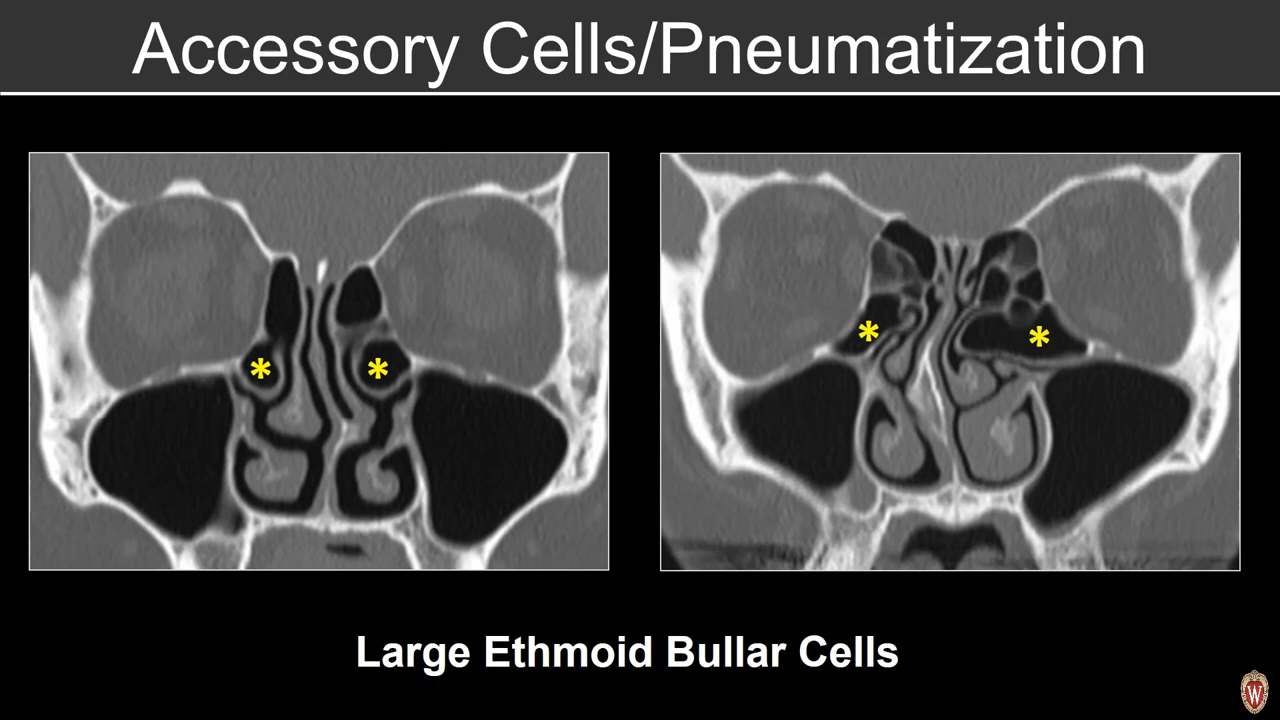 Accessory Cells/Pneumatization
* * * *
Large Ethmoid Bullar Cells
W